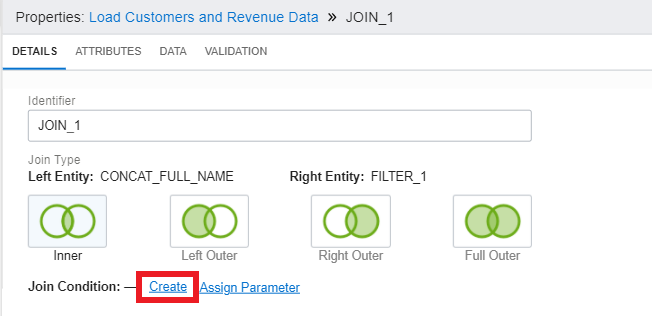 Properties: Load Customers and Revenue Data » JOIN_1
DETAILS ATTRIBUTES DATA VALIDATION
Identifier
JOIN_1
Join Type
Left Entity: CONCAT_FULL_NAME Right Entity: FILTER_1
Inner Left Outer Right Outer Full Outer
Join Condition: — Create Assign Parameter